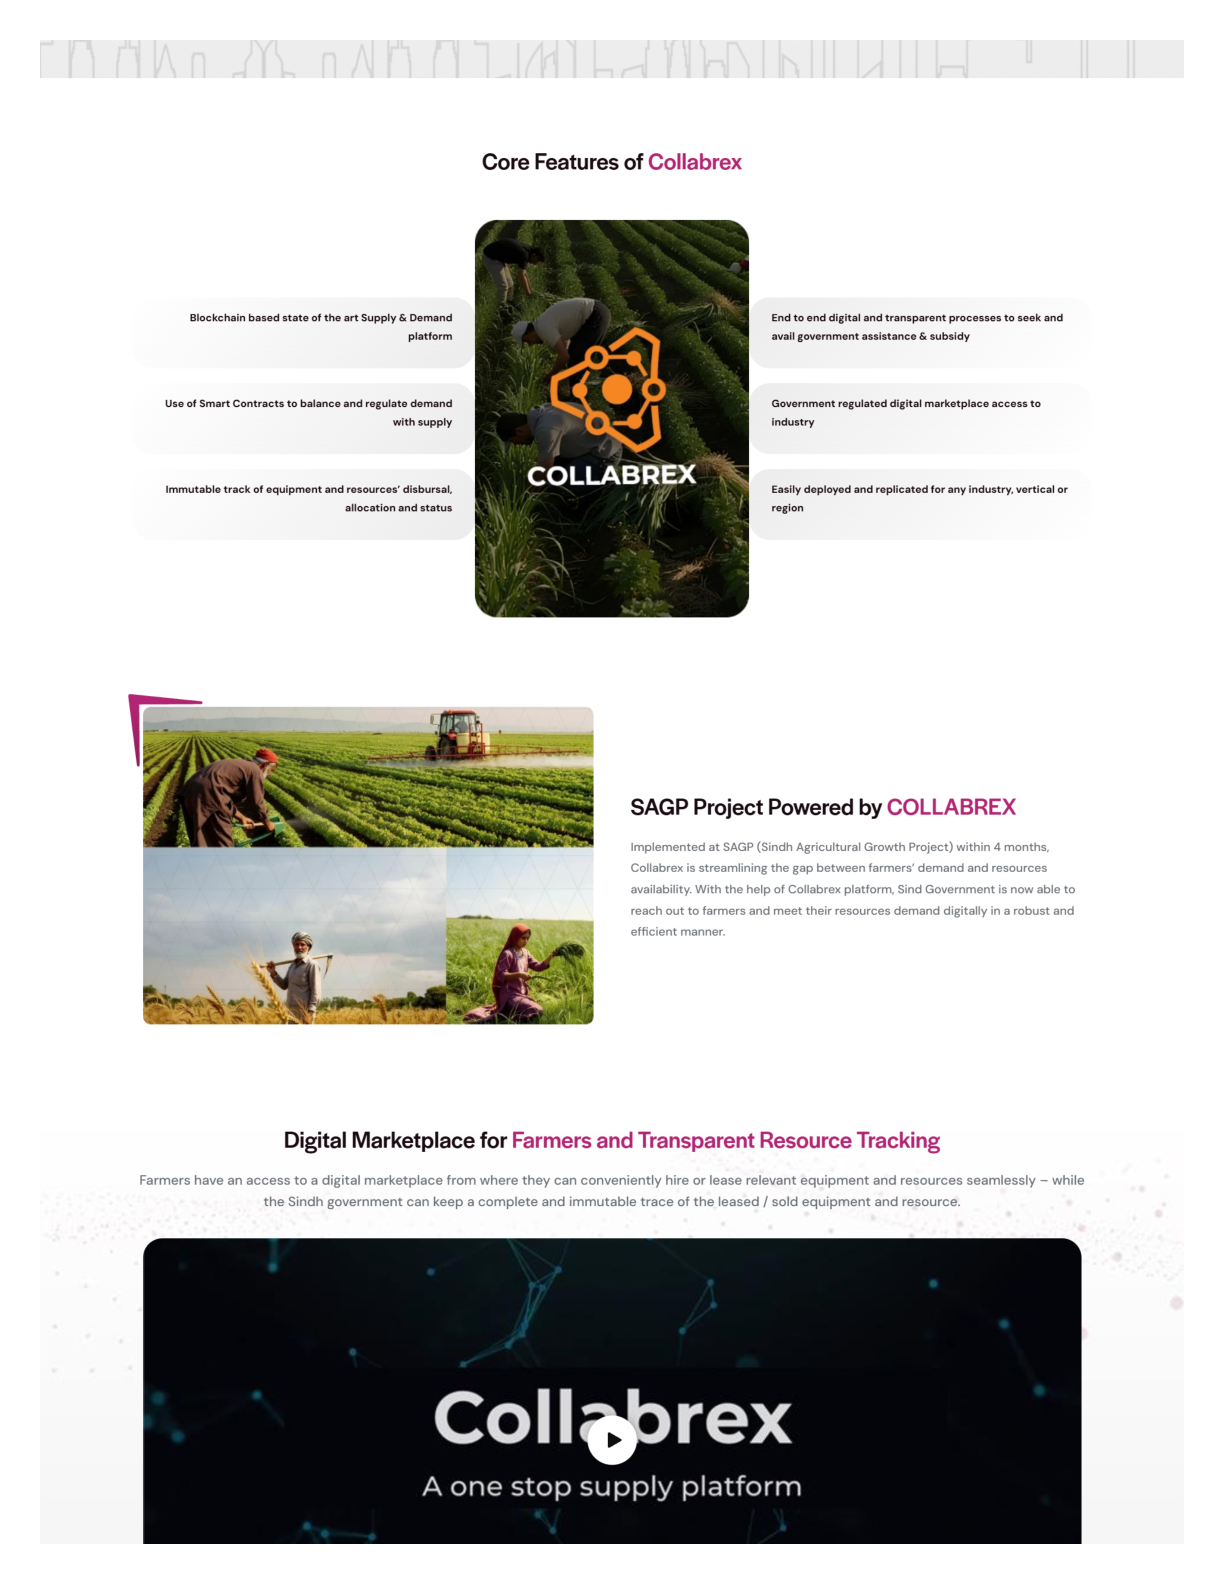 Core Features of Collabrex
Blockchain based state of the art Supply & Demand
platform
Use of Smart Contracts to balance and regulate demand
with supply
Immutable track of equipment and resources’ disbursal,
allocation and status
COLLABREX
End to end digital and transparent processes to seek and
avail government assistance & subsidy
Government regulated digital marketplace access to
industry
Easily deployed and replicated for any industry, vertical or
region
SAGP Project Powered by COLLABREX
Implemented at SAGP (Sindh Agricultural Growth Project) within 4 months,
Collabrex is streamlining the gap between farmers’ demand and resources
availability. With the help of Collabrex platform, Sind Government is now able to
reach out to farmers and meet their resources demand digitally in a robust and
efficient manner.
Digital Marketplace for Farmers and Transparent Resource Tracking
Farmers have an access to a digital marketplace from where they can conveniently hire or lease relevant equipment and resources seamlessly – while
the Sindh government can keep a complete and immutable trace of the leased / sold equipment and resource.
Collabrex
A one stop supply platform